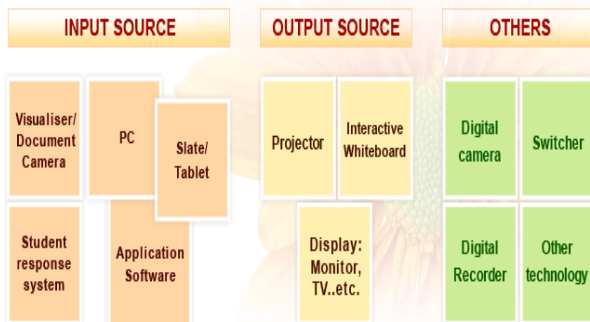 INPUT SOURCE
OUTPUT SOURCE
OTHERS
Visualiser/
Document
Camera
PC
Slate/
Tablet
Student
response
system
Application
Software
Projector
Interactive
Whiteboard
Display:
Monitor,
TV..etc.
Digital
camera
Switcher
Digital
Recorder
Other
technology